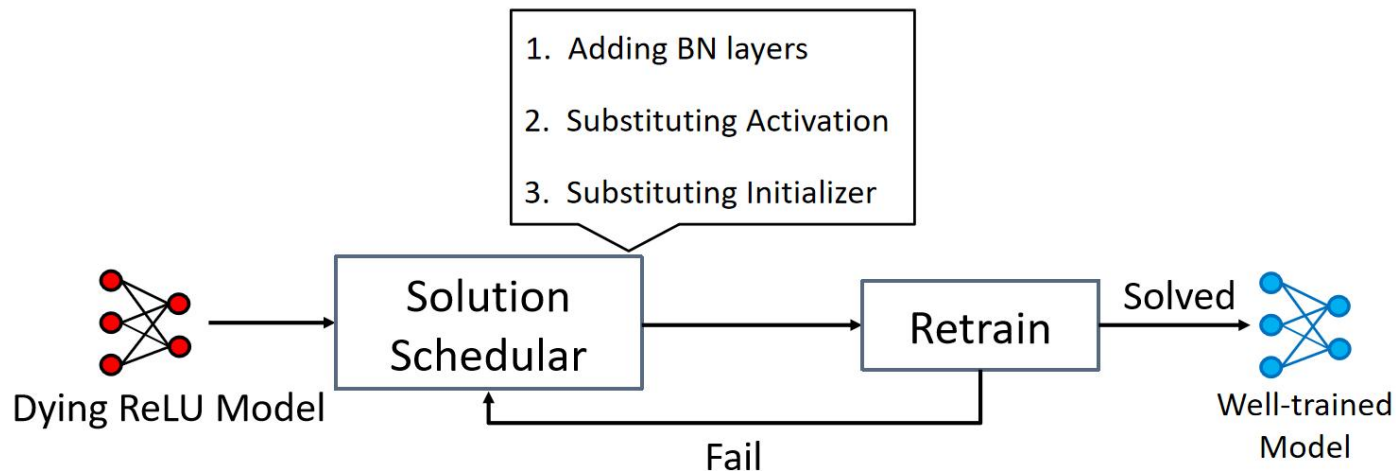 1. Adding BN layers
2. Substituting Activation
3. Substituting Initializer
Solution
Schedular
Retrain
Solved
Dying ReLU Model
Fail
Well-trained
Model